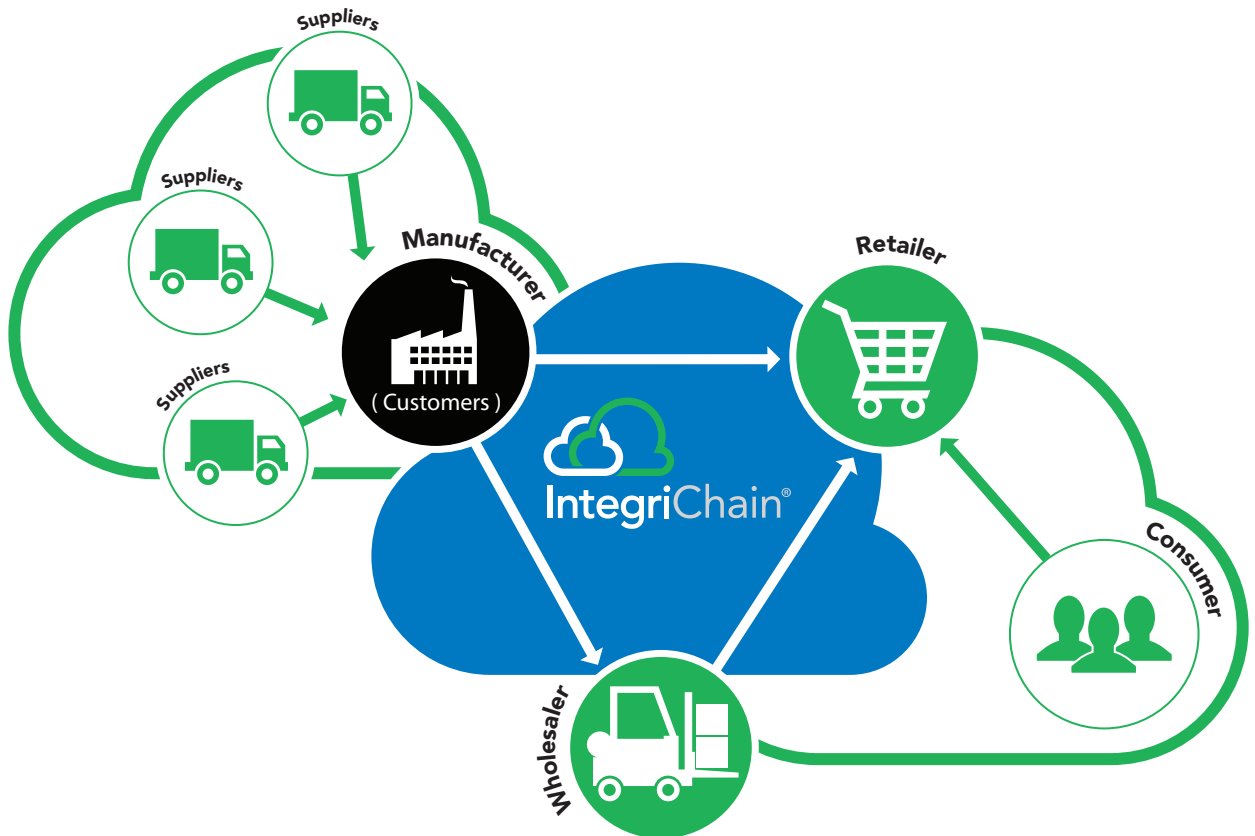 Suppliers
Suppliers
Suppliers
Manufacturer
( Customers )
Retailer
IntegriChain®
Consumer
Wholesaler